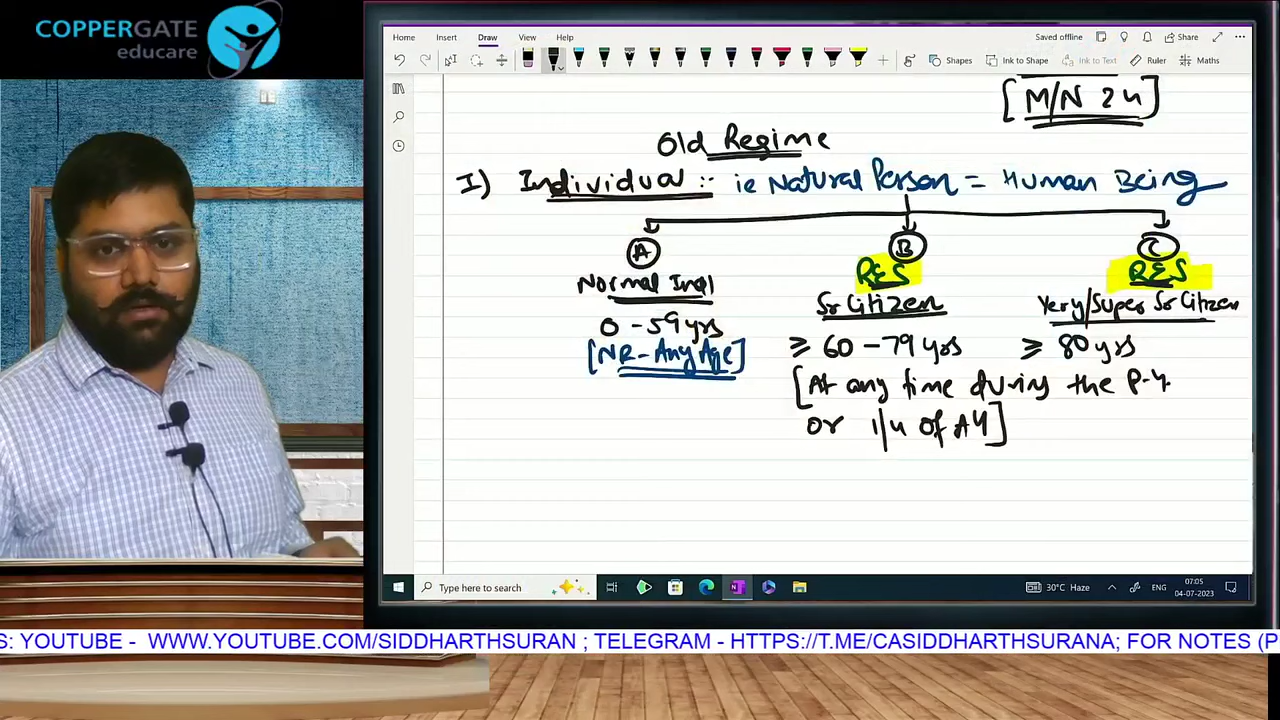 COPPERGATE
educare
Home Insert Draw View Help
Saved offline
Share
Shapes
Ink to Shape
Ink to Text
Ruler
Maths
[M/N 24]
Old Regime
I) Individual :- ie Natural Person = Human Being
A B C
Normal Indl
RES
RES
Sr Citizen
Very/Super Sr Citizen
0 - 59 yrs
≥ 60 - 79 yrs
≥ 80 yrs
[NR - Any Age]
[At any time during the P.Y.
or 1/4 of AY]
Type here to search
30°C Haze
ENG
07:05
04-07-2023
S: YOUTUBE - WWW.YOUTUBE.COM/SIDDHARTHSURAN ; TELEGRAM - HTTPS://T.ME/CASIDDHARTHSURANA; FOR NOTES (P